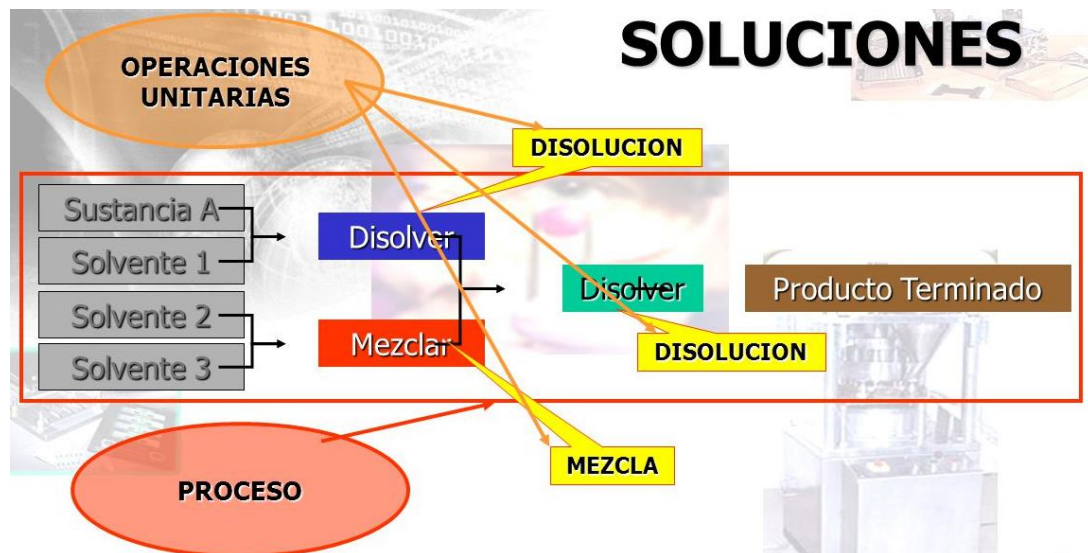 SOLUCIONES
OPERACIONES
UNITARIAS
DISOLUCION
Sustancia A
Solvente 1
Disolver
Solvente 2
Solvente 3
Mezclar
Disolver
Producto Terminado
DISOLUCION
MEZCLA
PROCESO